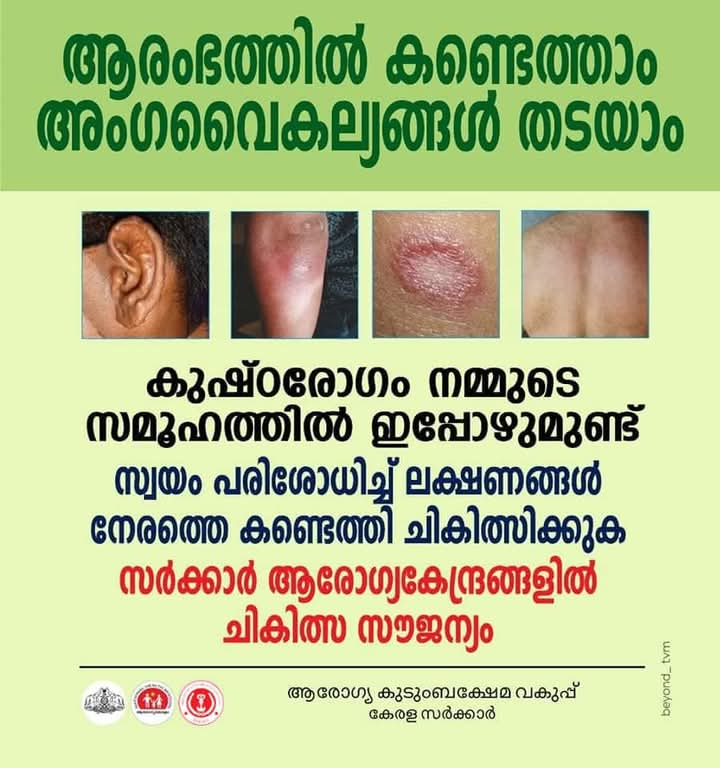 ആരംഭത്തിൽ കണ്ടെത്താം
അംഗവൈകല്യങ്ങൾ തടയാം
കുഷ്ഠരോഗം നമ്മുടെ
സമൂഹത്തിൽ ഇപ്പോഴുമുണ്ട്
സ്വയം പരിശോധിച്ച് ലക്ഷണങ്ങൾ
നേരത്തെ കണ്ടെത്തി ചികിത്സിക്കുക
സർക്കാർ ആരോഗ്യകേന്ദ്രങ്ങളിൽ
ചികിത്സ സൗജന്യം
ആരോഗ്യ കുടുംബക്ഷേമ വകുപ്പ്
കേരള സർക്കാർ
beyond_tvm